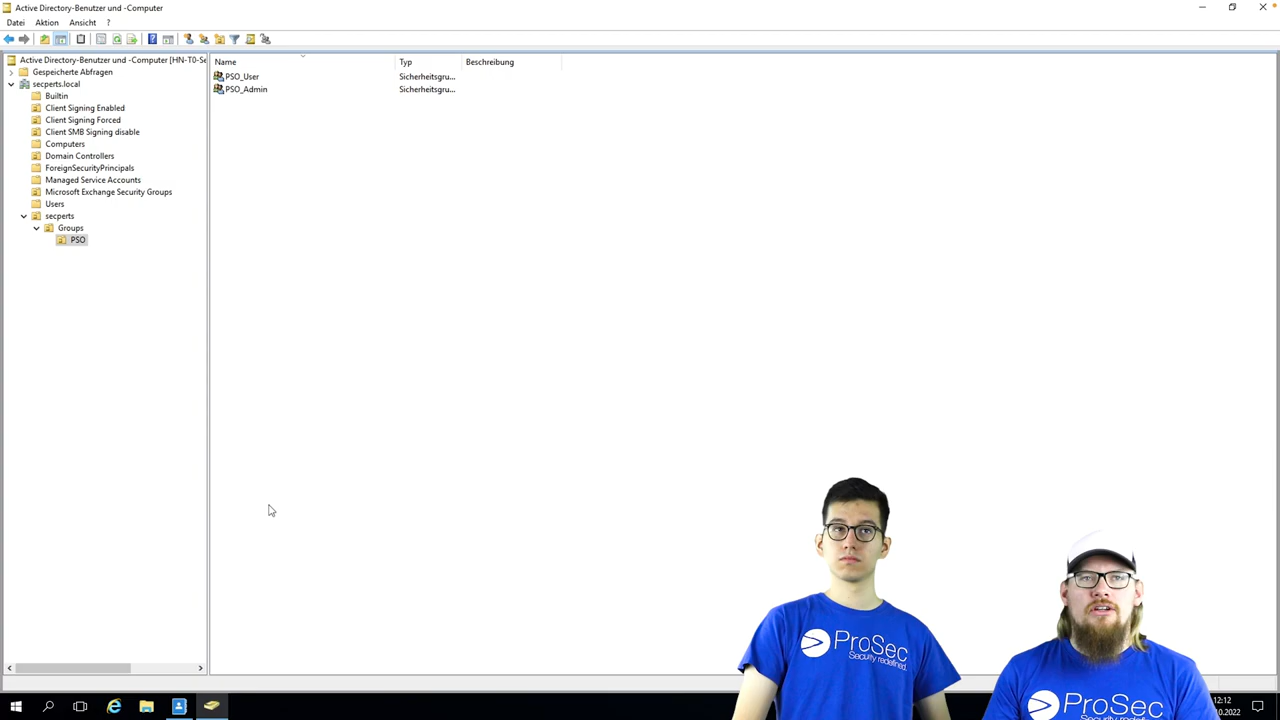 Active Directory-Benutzer und -Computer
Datei Aktion Ansicht ?
Active Directory-Benutzer und -Computer [HN-T0-Se
Gespeicherte Abfragen
secperts.local
Builtin
Client Signing Enabled
Client Signing Forced
Client SMB Signing disable
Computers
Domain Controllers
ForeignSecurityPrincipals
Managed Service Accounts
Microsoft Exchange Security Groups
Users
secperts
Groups
PSO
Name Typ Beschreibung
PSO_User Sicherheitsgru...
PSO_Admin Sicherheitsgru...
ProSec
Security redefined.
ProSec
12:12
.10.2022